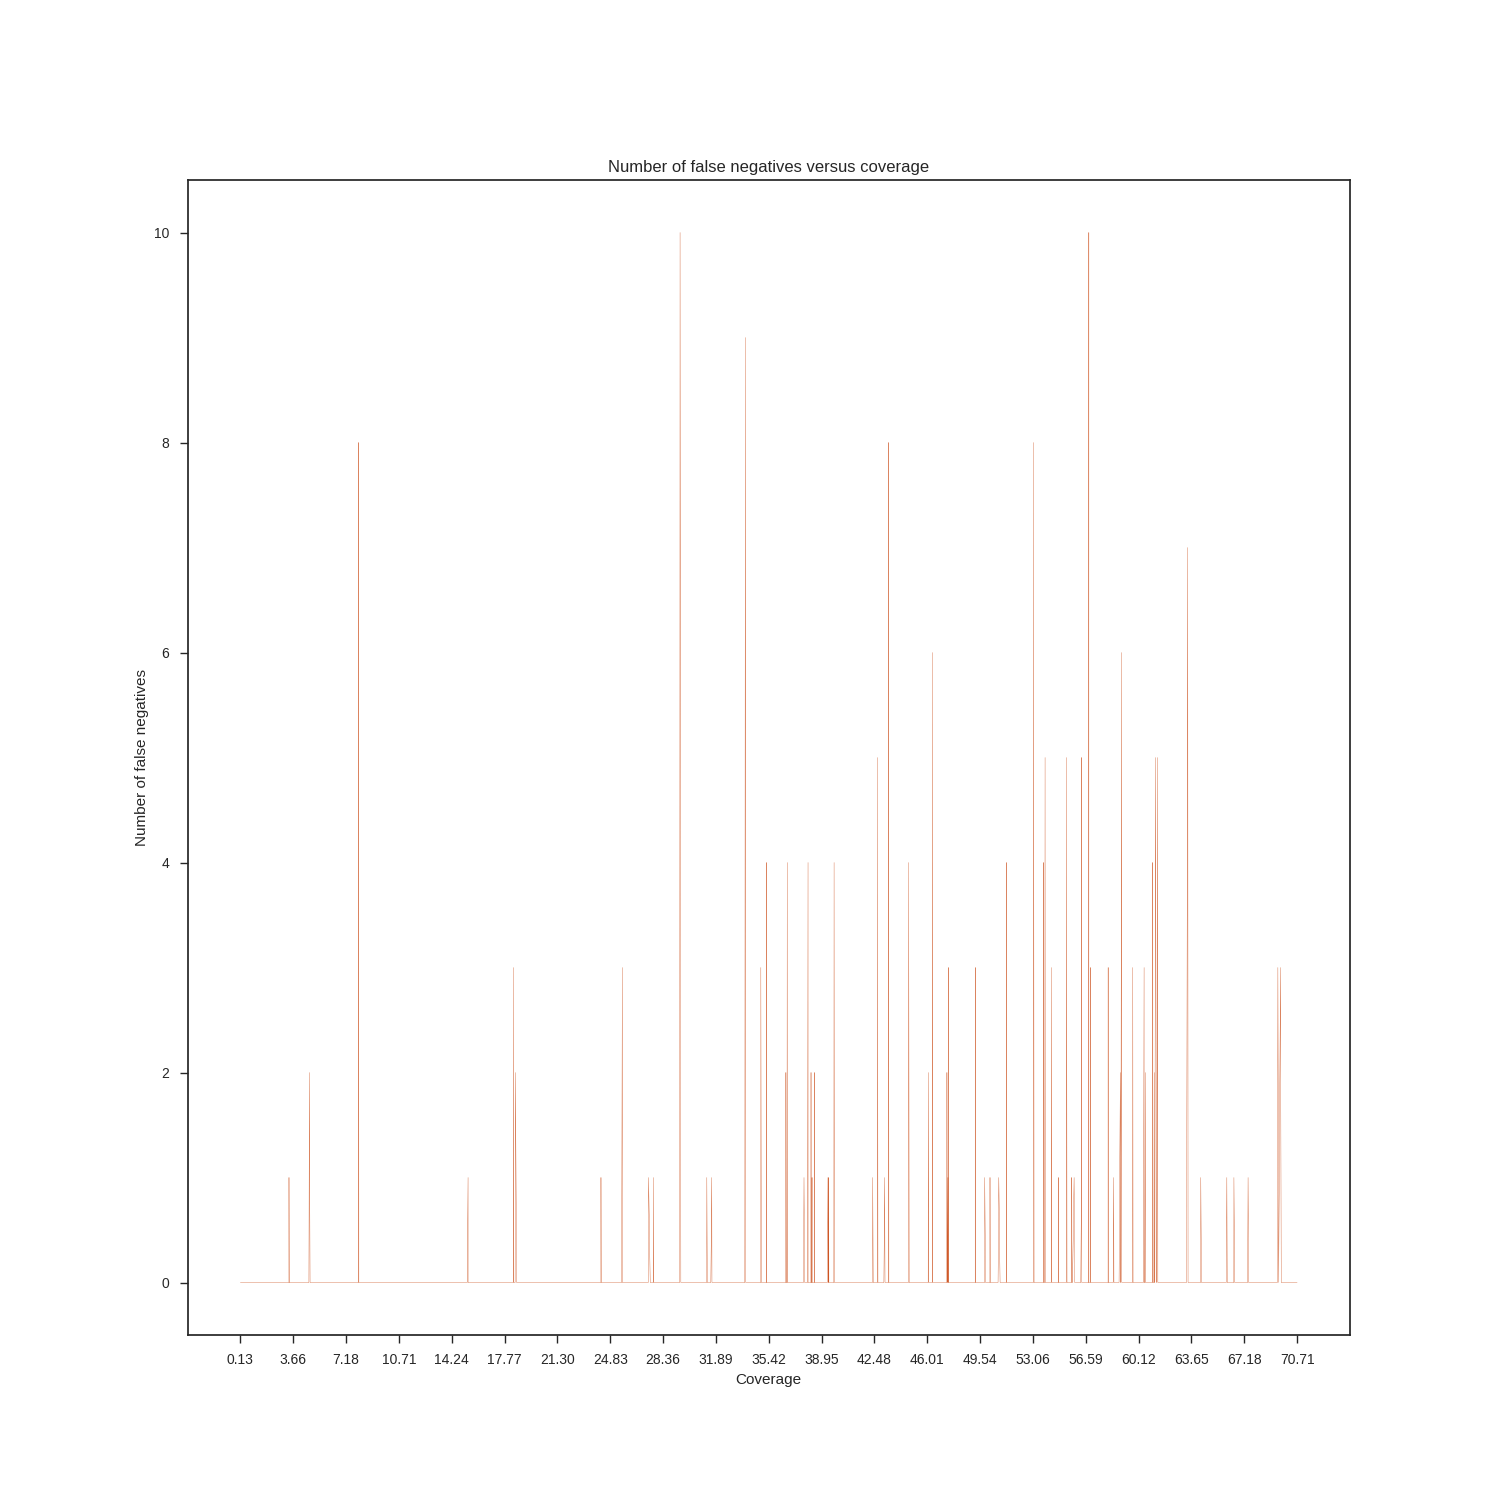 Number of false negatives versus coverage
10
8
6
4
2
0
Number of false negatives
0.13 3.66 7.18 10.71 14.24 17.77 21.30 24.83 28.36 31.89 35.42 38.95 42.48 46.01 49.54 53.06 56.59 60.12 63.65 67.18 70.71
Coverage